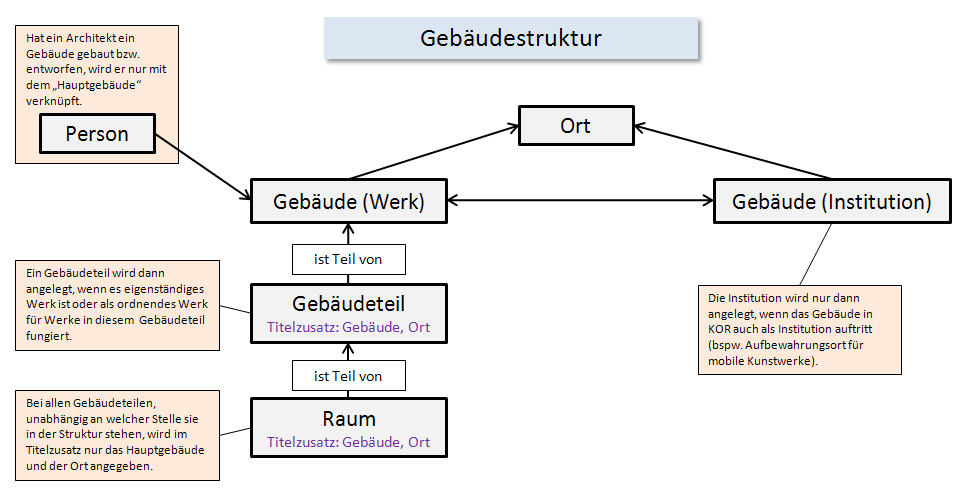 Gebäudestruktur
Hat ein Architekt ein
Gebäude gebaut bzw.
entworfen, wird er nur mit
dem „Hauptgebäude“
verknüpft.
Person
Ort
Gebäude (Werk)
Gebäude (Institution)
ist Teil von
Ein Gebäudeteil wird dann
angelegt, wenn es eigenständiges
Werk ist oder als ordnendes Werk
für Werke in diesem Gebäudeteil
fungiert.
Gebäudeteil
Titelzusatz: Gebäude, Ort
Die Institution wird nur dann
angelegt, wenn das Gebäude in
KOR auch als Institution auftritt
(bspw. Aufbewahrungsort für
mobile Kunstwerke).
ist Teil von
Bei allen Gebäudeteilen,
unabhängig an welcher Stelle sie
in der Struktur stehen, wird im
Titelzusatz nur das Hauptgebäude
und der Ort angegeben.
Raum
Titelzusatz: Gebäude, Ort